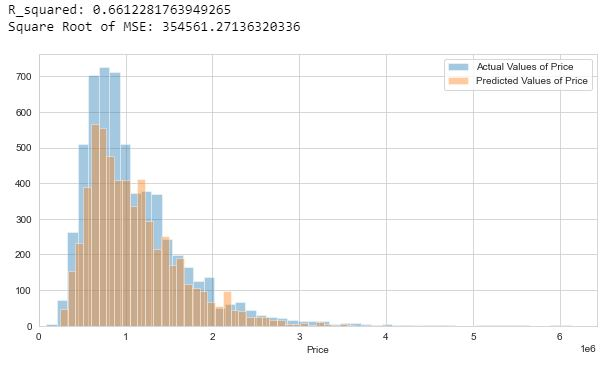 R_squared: 0.6612281763949265
Square Root of MSE: 354561.27136320336
Actual Values of Price
Predicted Values of Price
700
600
500
400
300
200
100
0
0 1 2 3 4 5 6
Price
1e6